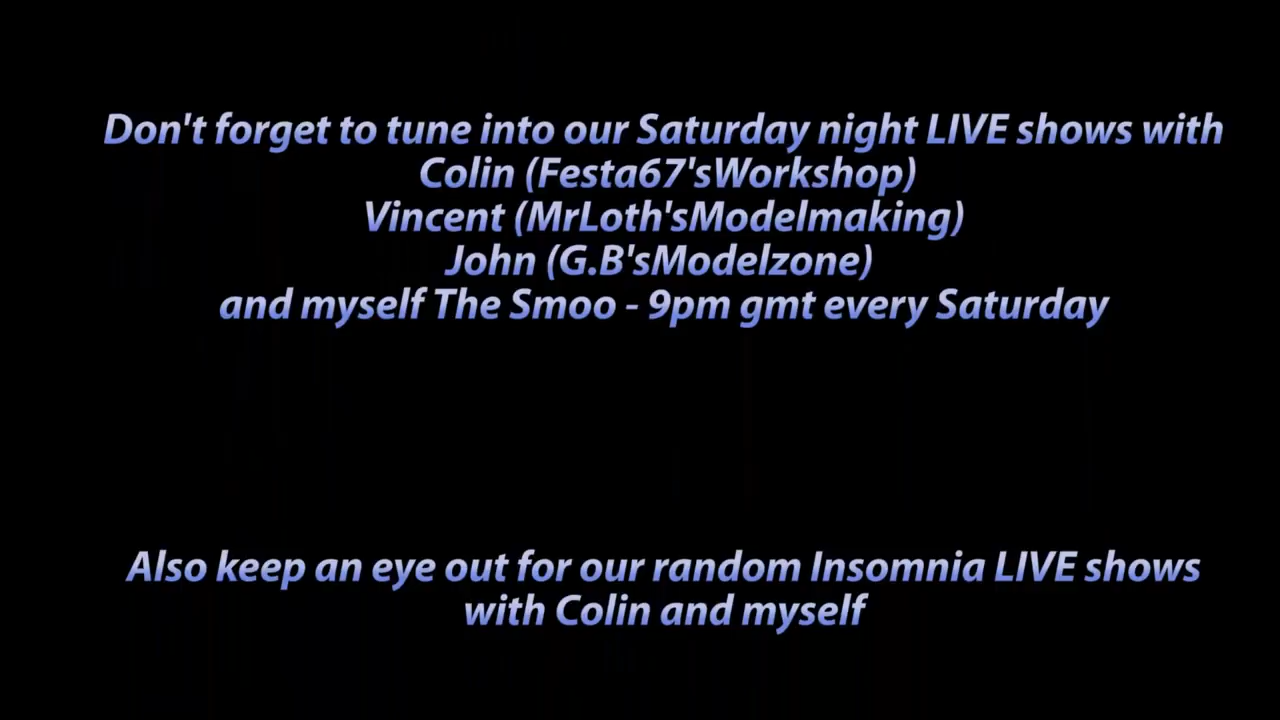 Don't forget to tune into our Saturday night LIVE shows with
Colin (Festa67'sWorkshop)
Vincent (MrLoth'sModelmaking)
John (G.B'sModelzone)
and myself The Smoo - 9pm gmt every Saturday
Also keep an eye out for our random Insomnia LIVE shows
with Colin and myself